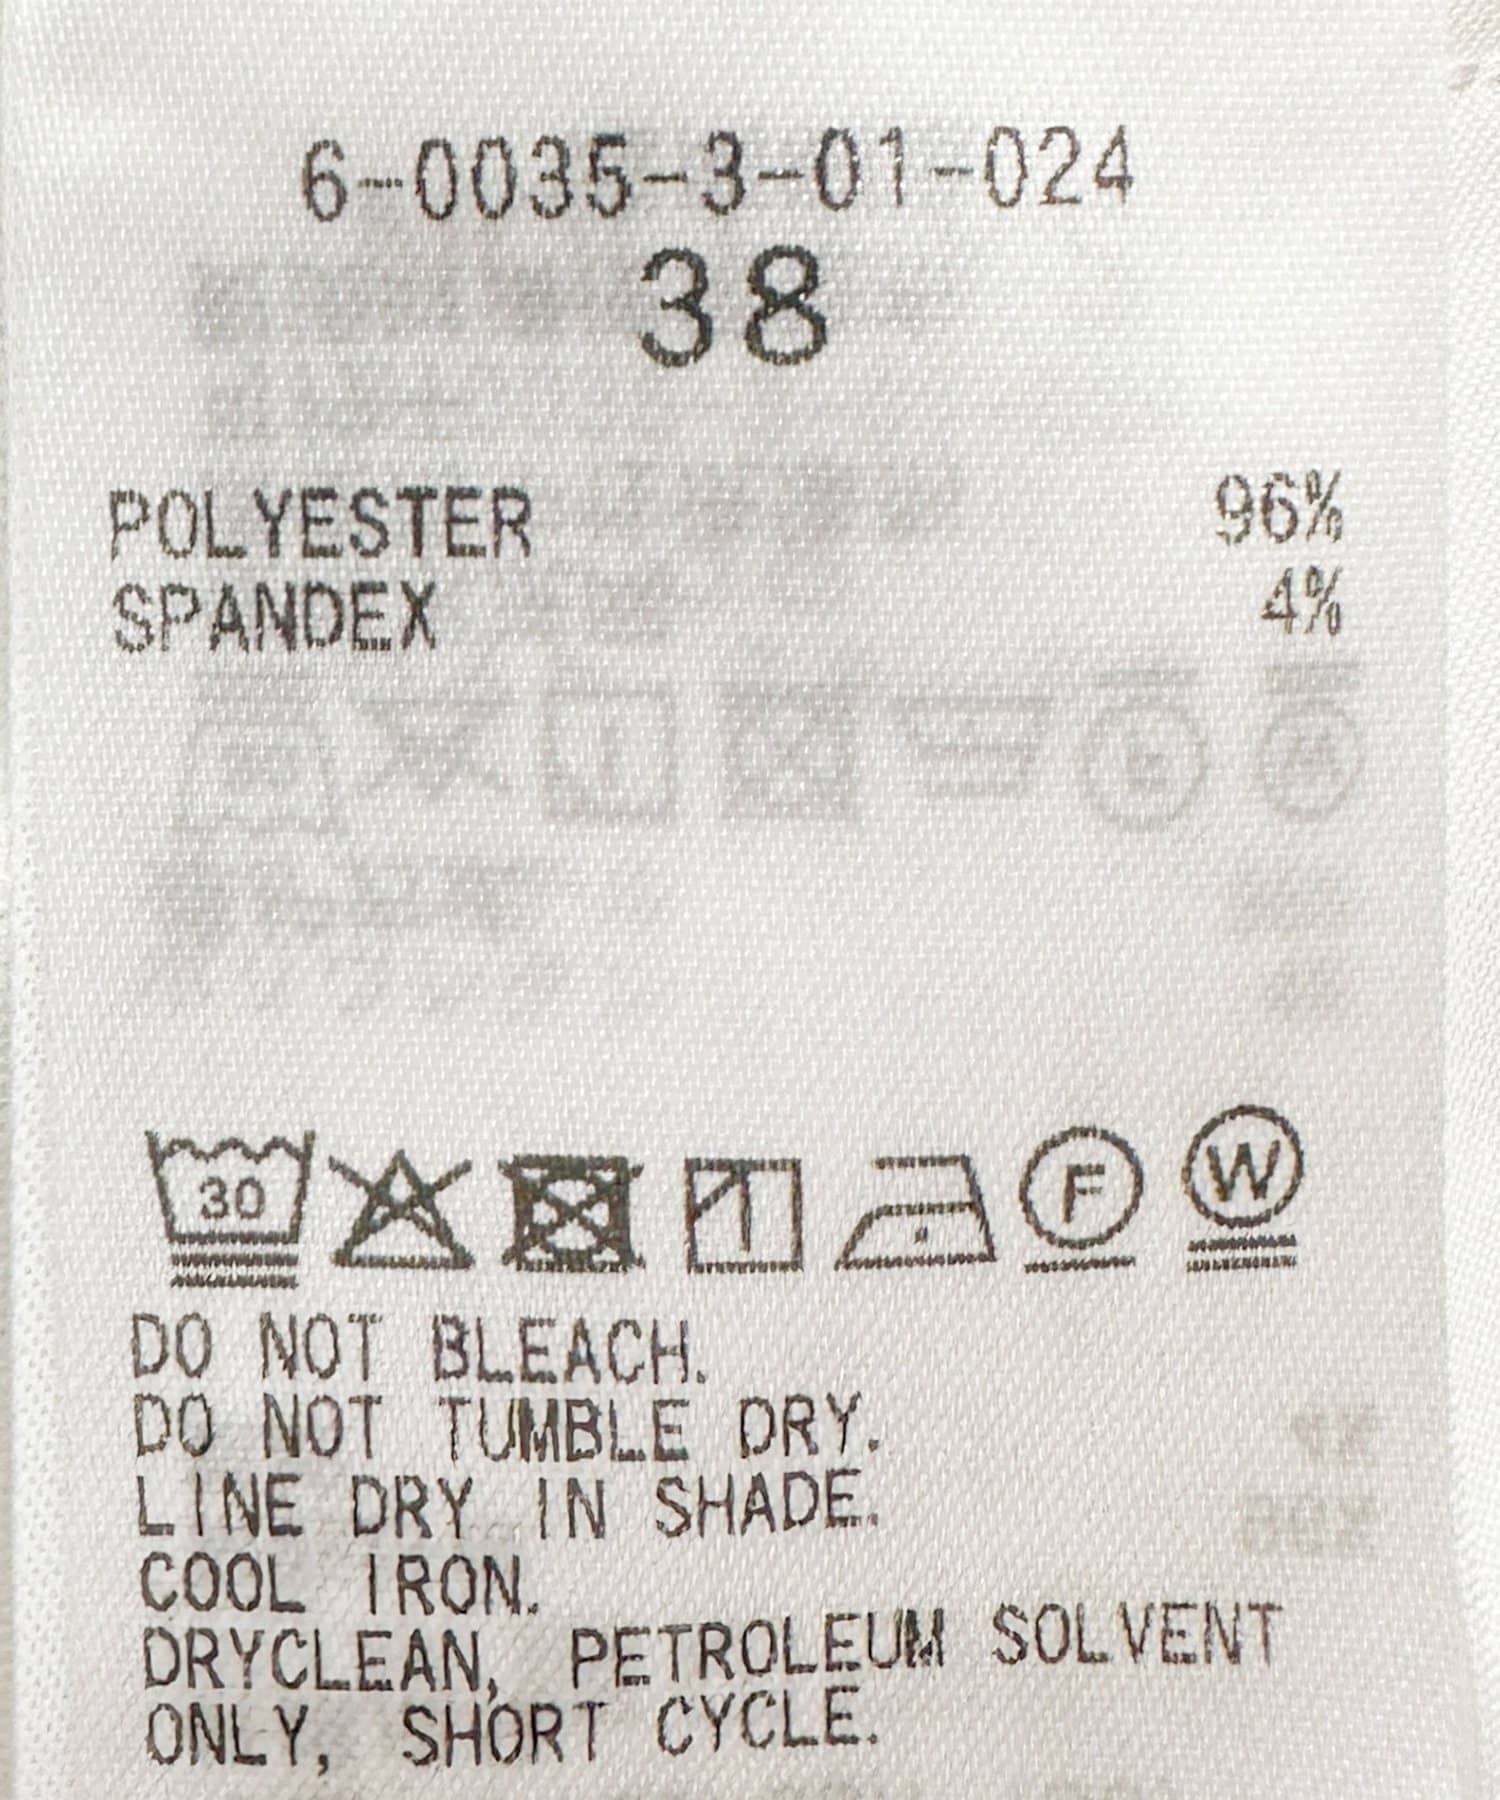 6-0035-3-01-024
38
POLYESTER 96%
SPANDEX 4%
30 F W
DO NOT BLEACH.
DO NOT TUMBLE DRY.
LINE DRY IN SHADE.
COOL IRON.
DRYCLEAN, PETROLEUM SOLVENT
ONLY, SHORT CYCLE.